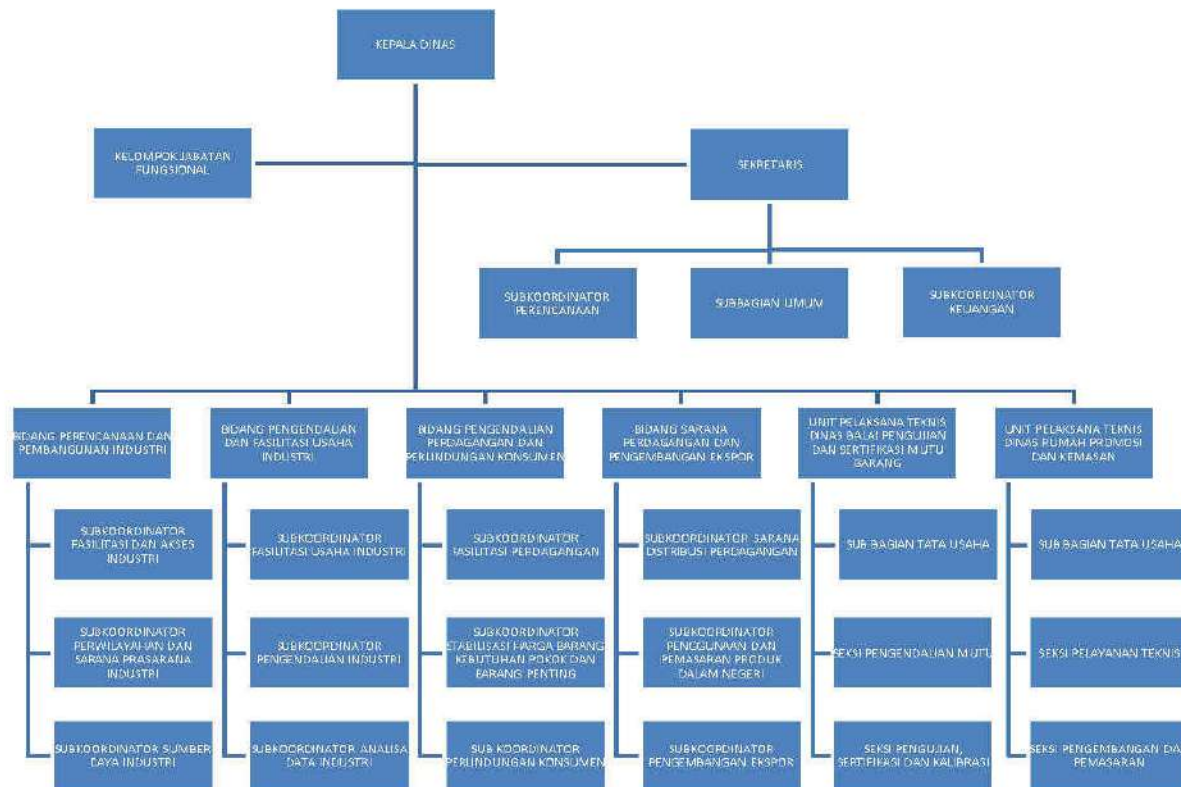 KEPALA DINAS
KELOMPOK JABATAN
FUNGSIONAL
SEKRETARIS
SUBKOORDINATOR
PERENCANAAN
SUBBAGIAN UMUM
SUBKOORDINATOR
KEUANGAN
BIDANG PERENCANAAN DAN
PEMBANGUNAN INDUSTRI
BIDANG PENGENDALIAN
DAN FASILITASI USAHA
INDUSTRI
BIDANG PENGENDALIAN
PERDAGANGAN DAN
PERLINDUNGAN KONSUMEN
BIDANG SARANA
PERDAGANGAN DAN
PENGEMBANGAN EKSPOR
UNIT PELAKSANA TEKNIS
DINAS BALAI PENGUJIAN
DAN SERTIFIKASI MUTU
BARANG
UNIT PELAKSANA TEKNIS
DINAS RUMAH PROMOSI
DAN KEMASAN
SUBKOORDINATOR
FASILITASI DAN AKSES
INDUSTRI
SUBKOORDINATOR
FASILITASI USAHA INDUSTRI
SUBKOORDINATOR
FASILITASI PERDAGANGAN
SUBKOORDINATOR SARANA
DISTRIBUSI PERDAGANGAN
SUB BAGIAN TATA USAHA
SUB BAGIAN TATA USAHA
SUBKOORDINATOR
PERWILAYAHAN DAN
SARANA PRASARANA
INDUSTRI
SUBKOORDINATOR
PENGENDALIAN INDUSTRI
SUBKOORDINATOR
STABILISASI HARGA BARANG
KEBUTUHAN POKOK DAN
BARANG PENTING
SUBKOORDINATOR
PENGGUNAAN DAN
PEMASARAN PRODUK
DALAM NEGERI
SEKSI PENGENDALIAN MUTU
SEKSI PELAYANAN TEKNIS
SUBKOORDINATOR SUMBER
DAYA INDUSTRI
SUBKOORDINATOR ANALISA
DATA INDUSTRI
SUB KOORDINATOR
PERLINDUNGAN KONSUMEN
SUBKOORDINATOR
PENGEMBANGAN EKSPOR
SEKSI PENGUJIAN,
SERTIFIKASI DAN KALIBRASI
SEKSI PENGEMBANGAN DAN
PEMASARAN